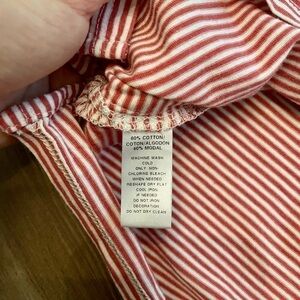 60% COTTON/
COTON/ALGODÓN
40% MODAL
MACHINE WASH
COLD
ONLY NON-
CHLORINE BLEACH
WHEN NEEDED
RESHAPE DRY FLAT
COOL IRON
IF NEEDED
DO NOT IRON
DECORATION
DO NOT DRY CLEAN